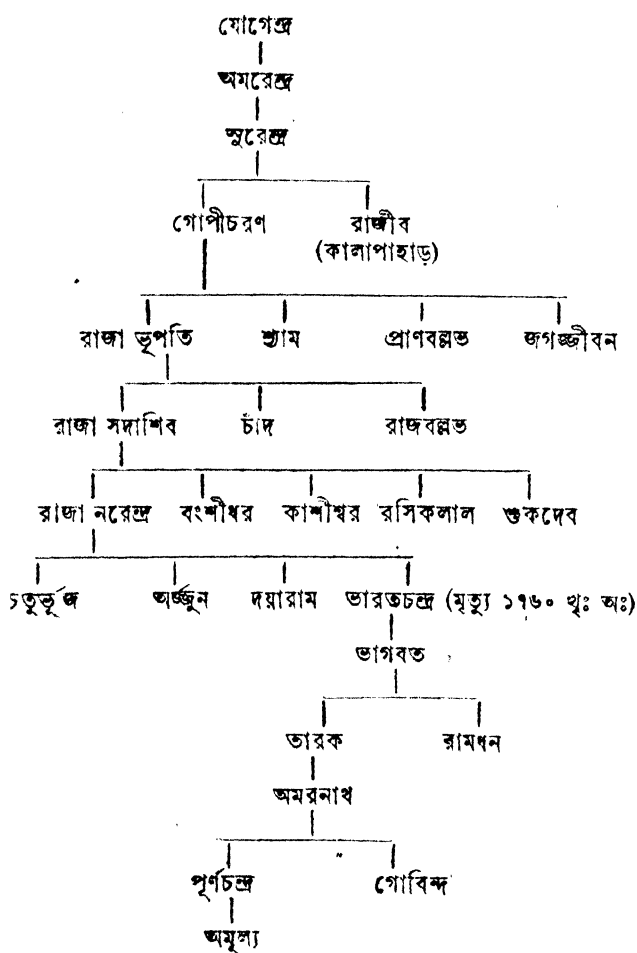 যোগেন্দ্র
অমরেন্দ্র
সুরেন্দ্র
গোপীচরণ রাজীব
(কালাপাহাড়)
রাজা ভূপতি শ্যাম প্রাণবল্লভ জগজ্জীবন
রাজা সদাশিব চাঁদ রাজবল্লভ
রাজা নরেন্দ্র বংশীধর কাশীশ্বর রসিকলাল শুকদেব
চতুর্ভূজ অর্জ্জুন দয়ারাম ভারতচন্দ্র (মৃত্যু ১৭৬০ খৃঃ অঃ)
ভাগবত
তারক রামধন
অমরনাথ
পূর্ণচন্দ্র গোবিন্দ
অমূল্য